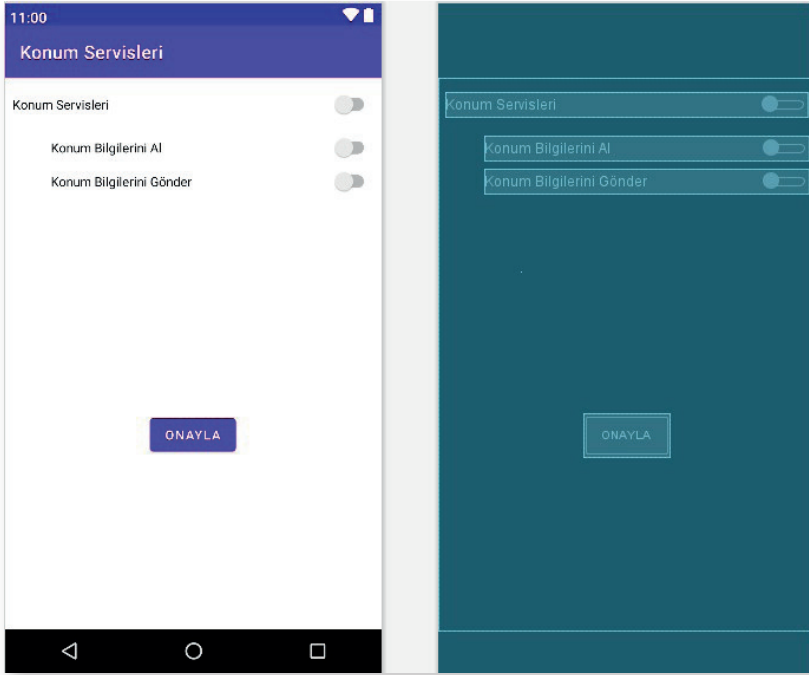 11:00
Konum Servisleri
Konum Servisleri
Konum Bilgilerini Al
Konum Bilgilerini Gönder
ONAYLA
Konum Servisleri
Konum Bilgilerini Al
Konum Bilgilerini Gönder
ONAYLA